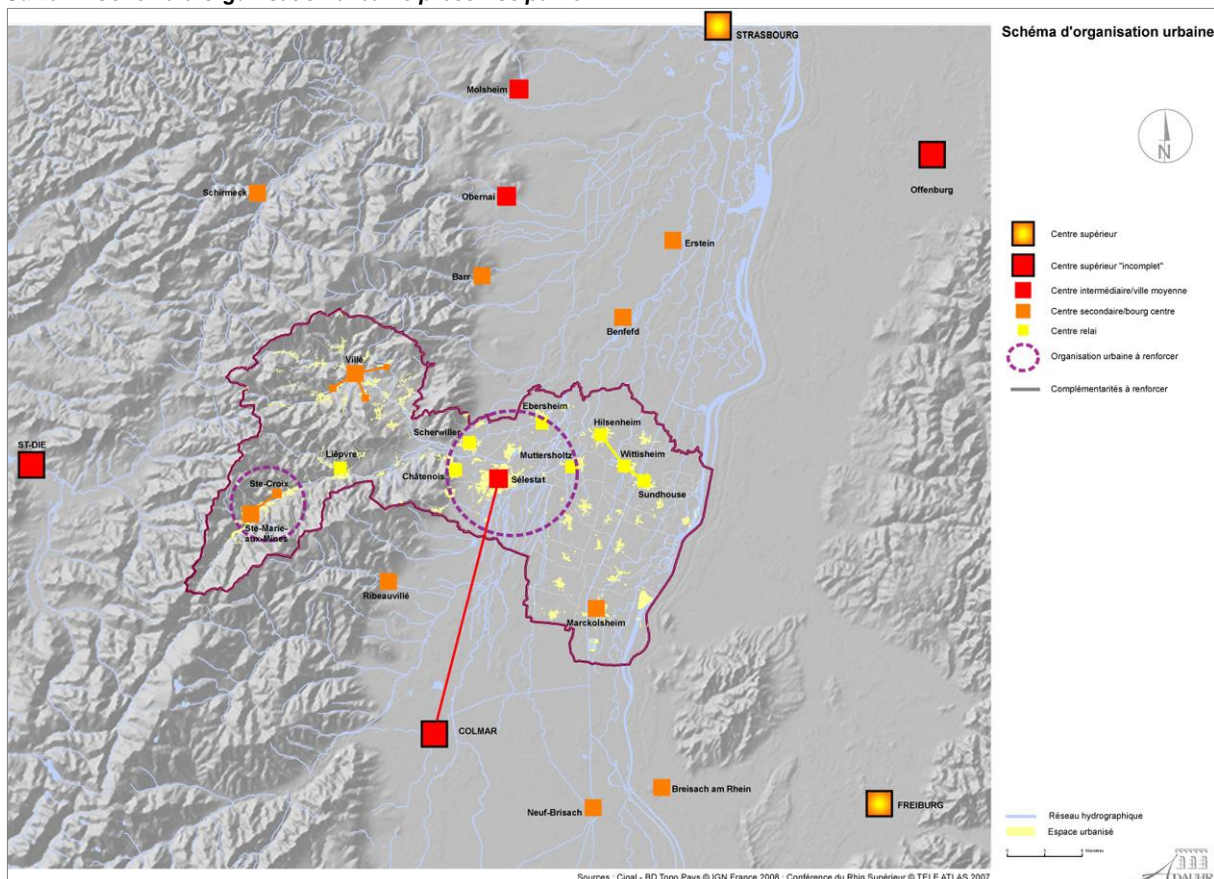 Schéma d'organisation urbaine
STRASBOURG
Molsheim
N
Offenburg
Schirmeck
Obernai
Erstein
Barr
Benfefd
Centre supérieur
Centre supérieur "incomplet"
Centre intermédiaire/ville moyenne
Centre secondaire/bourg centre
Centre relai
Organisation urbaine à renforcer
Complémentarités à renforcer
Villé
Ebersheim
Hilsenheim
Scherwiller
ST-DIE
Liépvre
Muttersholtz
Wittisheim
Châtenois
Sélestat
Ste-Croix
Sundhouse
Ste-Marie-
aux-Mines
Ribeauvillé
Marckolsheim
COLMAR
Breisach am Rhein
Neuf-Brisach
FREIBURG
Réseau hydrographique
Espace urbanisé
ADAUHR
Sources : Cigal - BD Topo Pays © IGN France 2008 ; Conférence du Rhin Supérieur © TELE ATLAS 2007